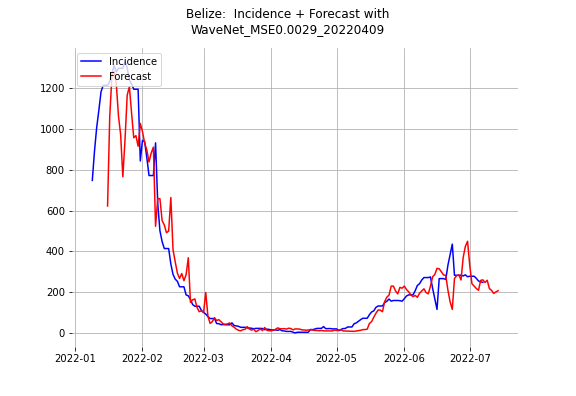 Belize:  Incidence + Forecast with
WaveNet_MSE0.0029_20220409
Incidence
Forecast
1200
1000
800
600
400
200
0
2022-01 2022-02 2022-03 2022-04 2022-05 2022-06 2022-07